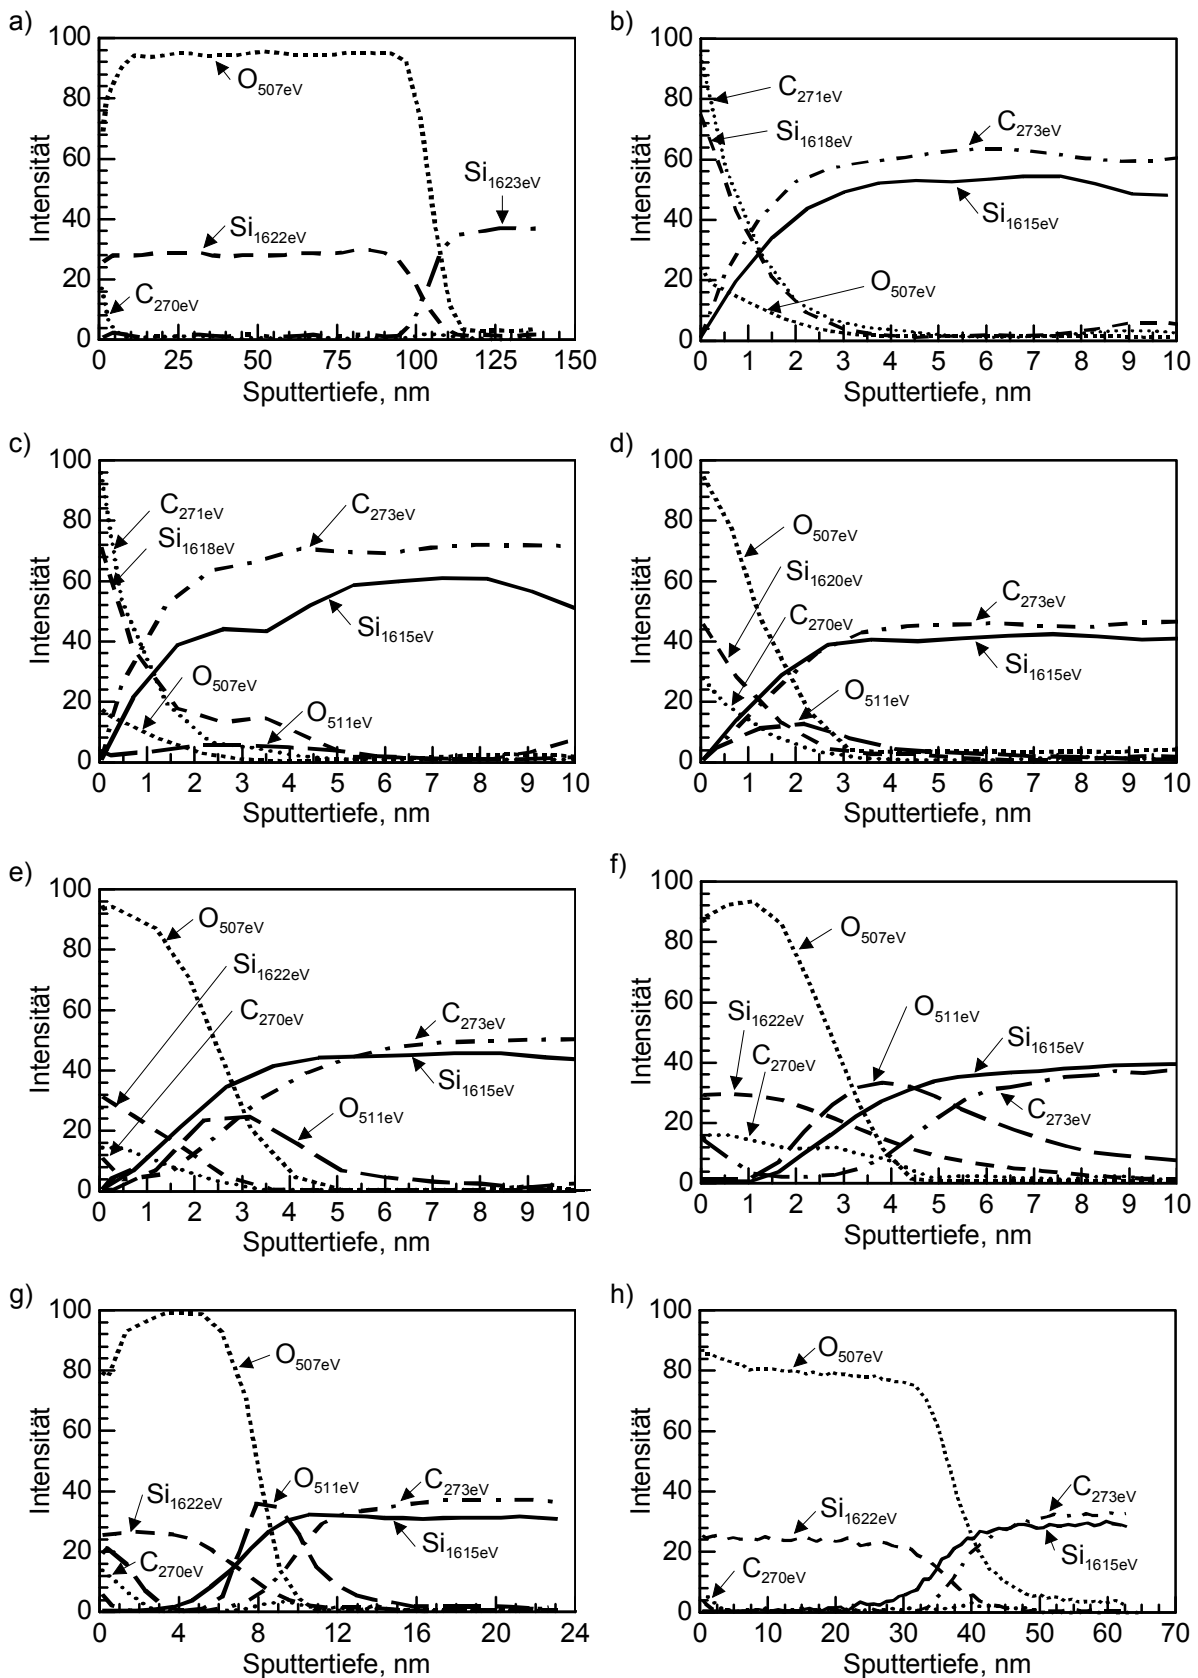 a)
100
80
60
40
20
0
Intensität
O507eV
Si1623eV
Si1622eV
C270eV
0 25 50 75 100 125 150
Sputtertiefe, nm
b)
100
80
60
40
20
0
Intensität
C271eV
Si1618eV
C273eV
Si1615eV
O507eV
0 1 2 3 4 5 6 7 8 9 10
Sputtertiefe, nm
c)
100
80
60
40
20
0
Intensität
C271eV
Si1618eV
C273eV
Si1615eV
O507eV
O511eV
0 1 2 3 4 5 6 7 8 9 10
Sputtertiefe, nm
d)
100
80
60
40
20
0
Intensität
O507eV
Si1620eV
C270eV
C273eV
Si1615eV
O511eV
0 1 2 3 4 5 6 7 8 9 10
Sputtertiefe, nm
e)
100
80
60
40
20
0
Intensität
O507eV
Si1622eV
C270eV
C273eV
Si1615eV
O511eV
0 1 2 3 4 5 6 7 8 9 10
Sputtertiefe, nm
f)
100
80
60
40
20
0
Intensität
O507eV
Si1622eV
O511eV
C270eV
Si1615eV
C273eV
0 1 2 3 4 5 6 7 8 9 10
Sputtertiefe, nm
g)
100
80
60
40
20
0
Intensität
O507eV
Si1622eV
O511eV
C273eV
C270eV
Si1615eV
0 4 8 12 16 20 24
Sputtertiefe, nm
h)
100
80
60
40
20
0
Intensität
O507eV
Si1622eV
C273eV
C270eV
Si1615eV
0 10 20 30 40 50 60 70
Sputtertiefe, nm